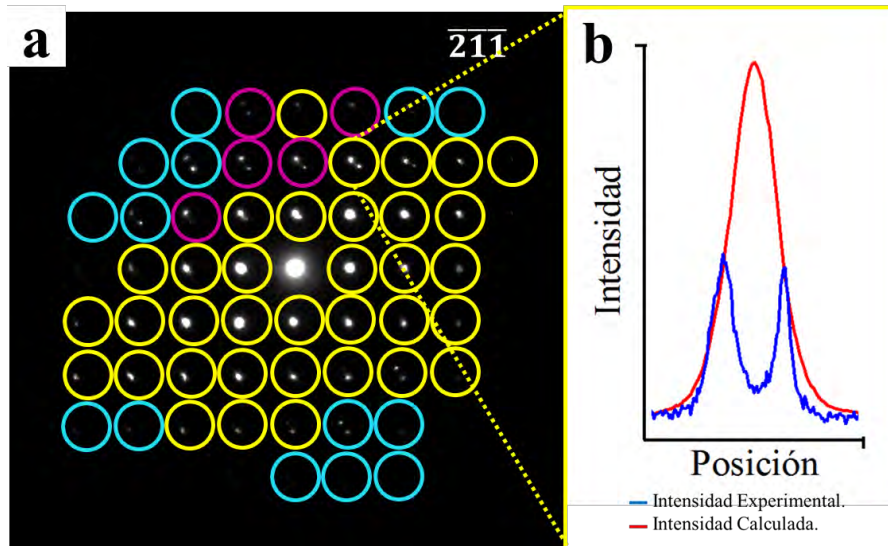 a
2̅1̅1̅
b
Intensidad
Posición
Intensidad Experimental.
Intensidad Calculada.